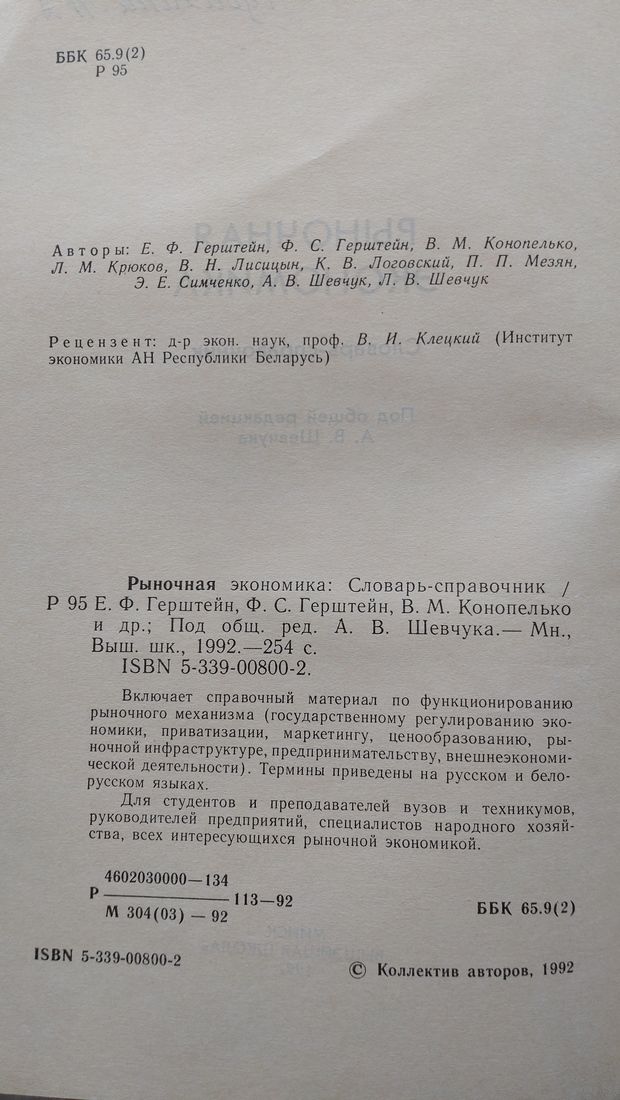 ББК 65.9(2)
Р 95
Авторы: Е. Ф. Герштейн, Ф. С. Герштейн, В. М. Конопелько,
Л. М. Крюков, В. Н. Лисицын, К. В. Логовский, П. П. Мезян,
Э. Е. Симченко, А. В. Шевчук, Л. В. Шевчук
Рецензент: д-р экон. наук, проф. В. И. Клецкий (Институт
экономики АН Республики Беларусь)
Под общей редакцией
А. В. Шевчука
Рыночная экономика: Словарь-справочник /
Р 95 Е. Ф. Герштейн, Ф. С. Герштейн, В. М. Конопелько
и др.; Под общ. ред. А. В. Шевчука.— Мн.,
Выш. шк., 1992.—254 с.
ISBN 5-339-00800-2.
Включает справочный материал по функционированию
рыночного механизма (государственному регулированию эко-
номики, приватизации, маркетингу, ценообразованию, ры-
ночной инфраструктуре, предпринимательству, внешнеэкономи-
ческой деятельности). Термины приведены на русском и бело-
русском языках.
Для студентов и преподавателей вузов и техникумов,
руководителей предприятий, специалистов народного хозяй-
ства, всех интересующихся рыночной экономикой.
4602030000—134
Р 113—92
М 304(03) — 92
ББК 65.9(2)
ISBN 5-339-00800-2
© Коллектив авторов, 1992